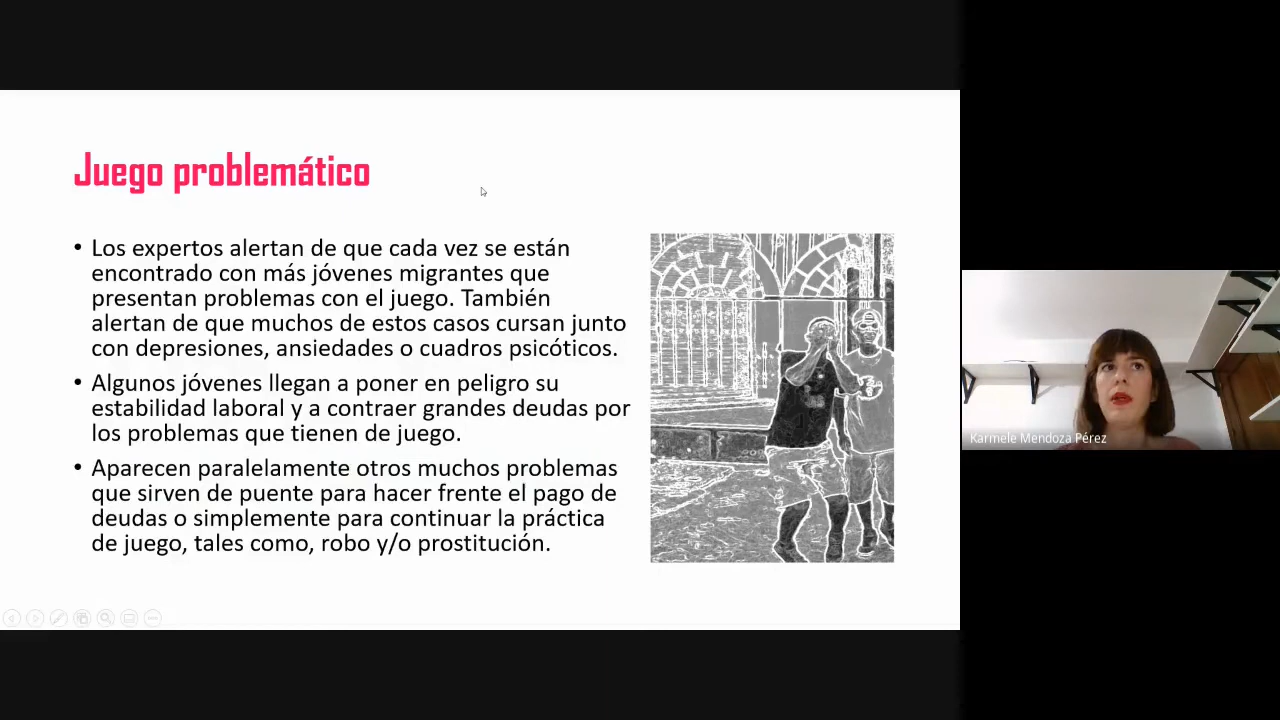 Juego problemático
• Los expertos alertan de que cada vez se están
encontrado con más jóvenes migrantes que
presentan problemas con el juego. También
alertan de que muchos de estos casos cursan junto
con depresiones, ansiedades o cuadros psicóticos.
• Algunos jóvenes llegan a poner en peligro su
estabilidad laboral y a contraer grandes deudas por
los problemas que tienen de juego.
• Aparecen paralelamente otros muchos problemas
que sirven de puente para hacer frente el pago de
deudas o simplemente para continuar la práctica
de juego, tales como, robo y/o prostitución.
Karmele Mendoza Pérez